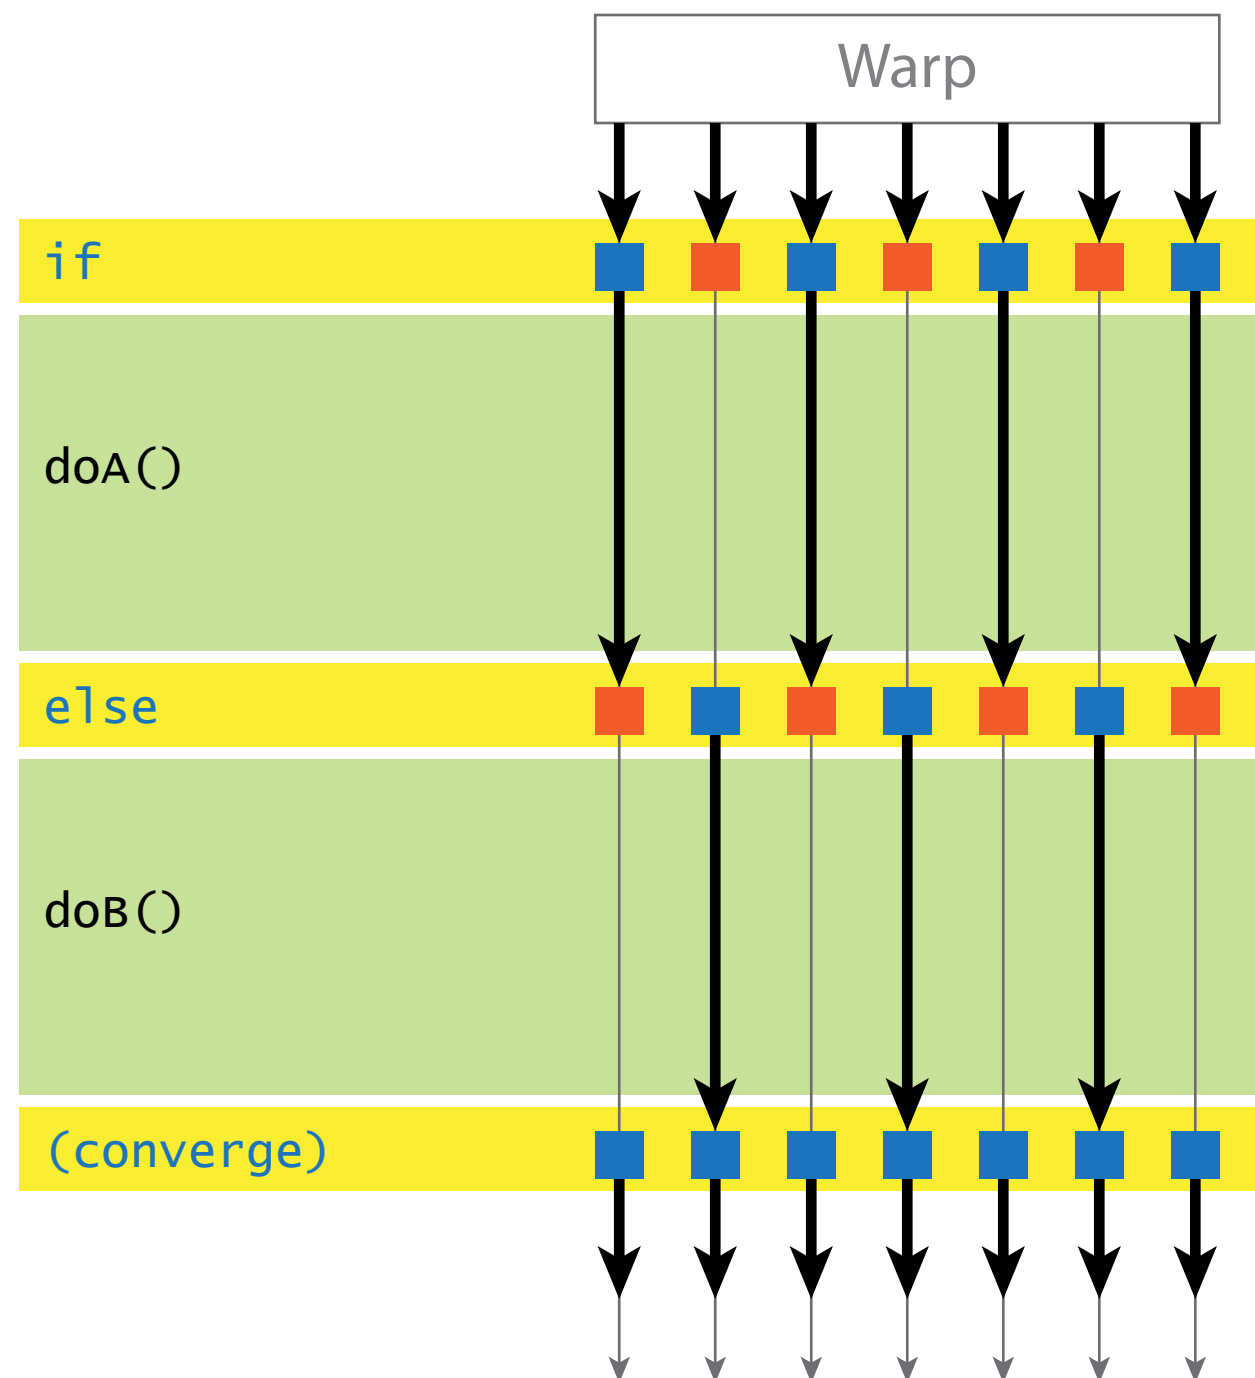 Warp
if
doA()
else
doB()
(converge)